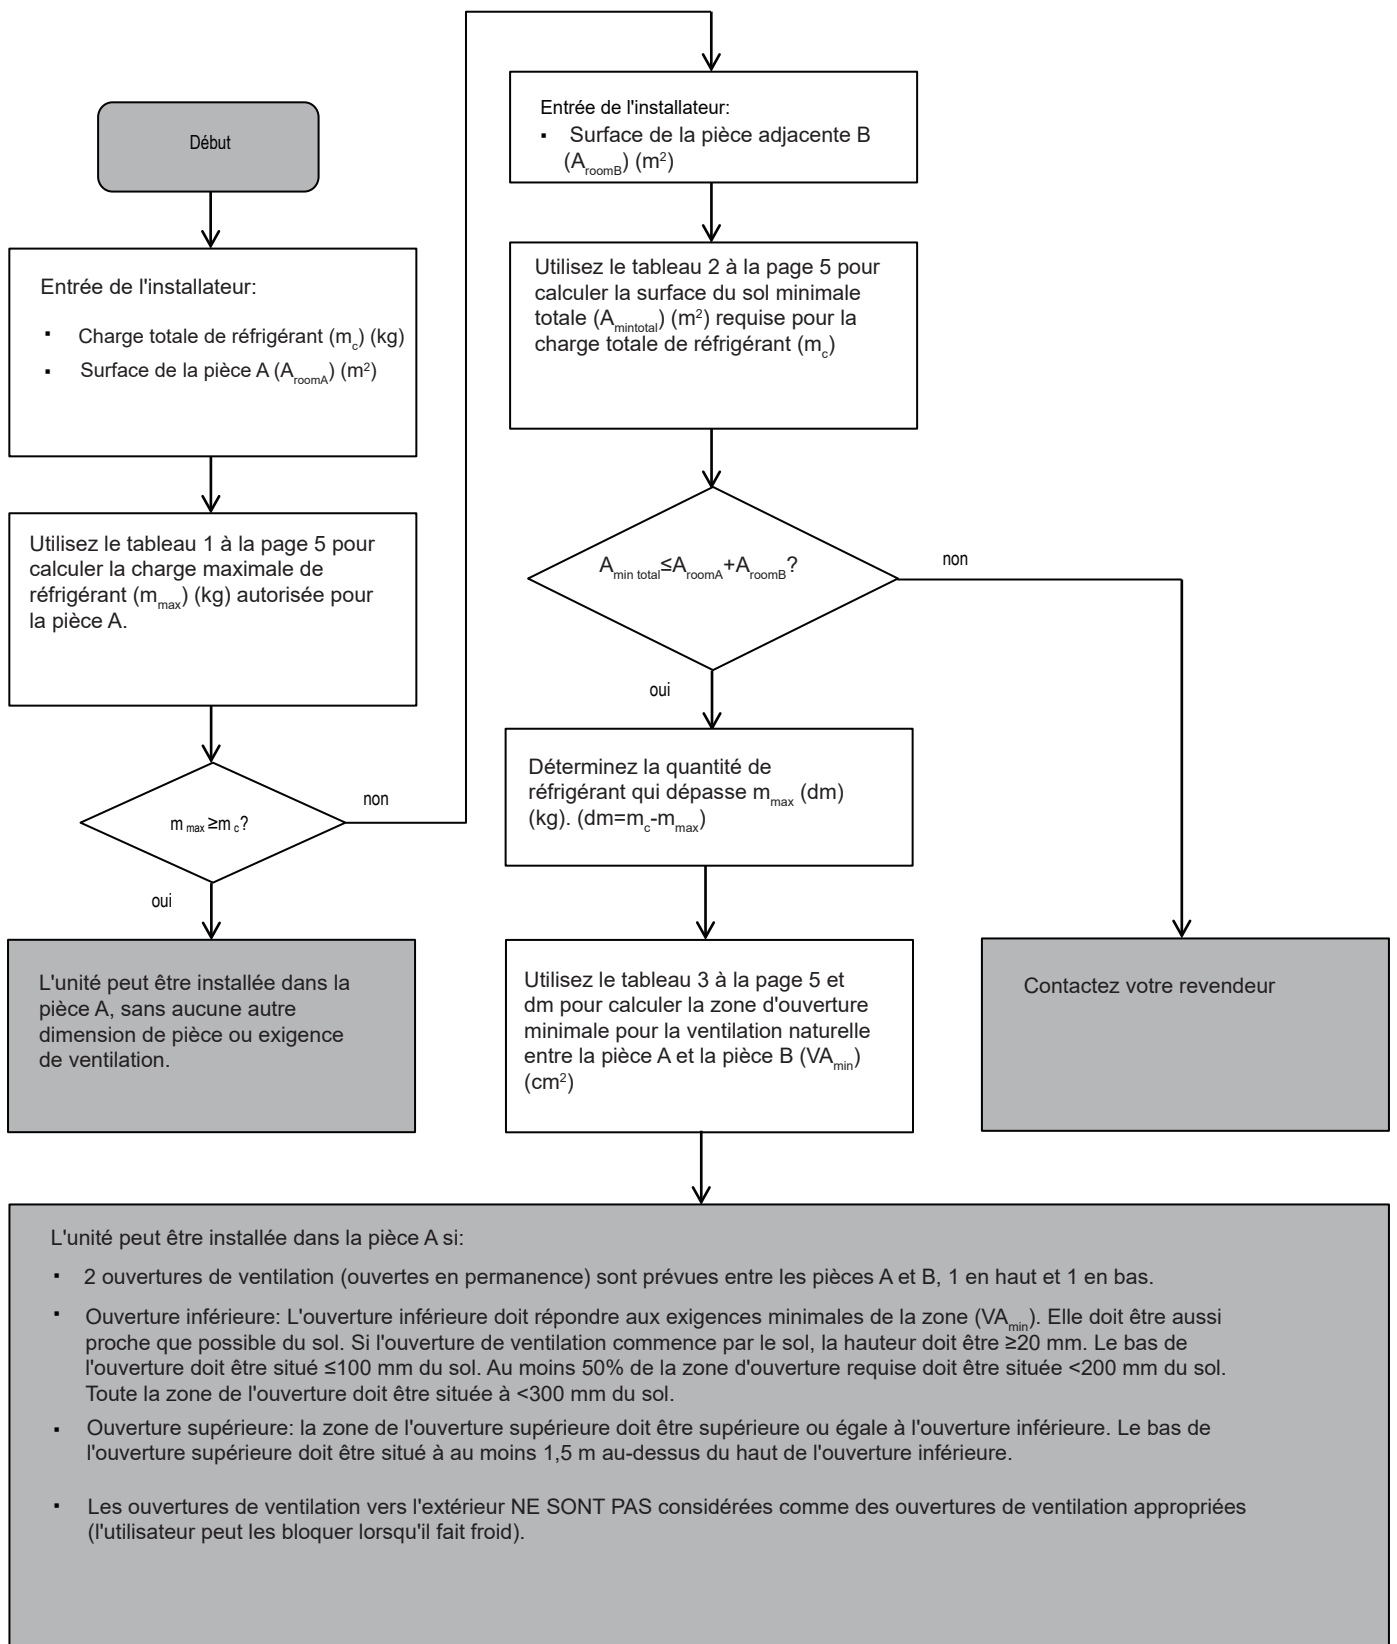 Début
Entrée de l'installateur:
▪ Charge totale de réfrigérant (mc) (kg)
▪ Surface de la pièce A (AroomA) (m²)
Utilisez le tableau 1 à la page 5 pour
calculer la charge maximale de
réfrigérant (mmax) (kg) autorisée pour
la pièce A.
m max ≥m c?
non
oui
L'unité peut être installée dans la
pièce A, sans aucune autre
dimension de pièce ou exigence
de ventilation.
Entrée de l'installateur:
▪ Surface de la pièce adjacente B
(AroomB) (m²)
Utilisez le tableau 2 à la page 5 pour
calculer la surface du sol minimale
totale (Amintotal) (m²) requise pour la
charge totale de réfrigérant (mc)
Amin total≤AroomA+AroomB?
non
oui
Déterminez la quantité de
réfrigérant qui dépasse mmax (dm)
(kg). (dm=mc-mmax)
Utilisez le tableau 3 à la page 5 et
dm pour calculer la zone d'ouverture
minimale pour la ventilation naturelle
entre la pièce A et la pièce B (VAmin)
(cm²)
Contactez votre revendeur
L'unité peut être installée dans la pièce A si:
▪ 2 ouvertures de ventilation (ouvertes en permanence) sont prévues entre les pièces A et B, 1 en haut et 1 en bas.
▪ Ouverture inférieure: L'ouverture inférieure doit répondre aux exigences minimales de la zone (VAmin). Elle doit être aussi
proche que possible du sol. Si l'ouverture de ventilation commence par le sol, la hauteur doit être ≥20 mm. Le bas de
l'ouverture doit être situé ≤100 mm du sol. Au moins 50% de la zone d'ouverture requise doit être située <200 mm du sol.
Toute la zone de l'ouverture doit être située à <300 mm du sol.
▪ Ouverture supérieure: la zone de l'ouverture supérieure doit être supérieure ou égale à l'ouverture inférieure. Le bas de
l'ouverture supérieure doit être situé à au moins 1,5 m au-dessus du haut de l'ouverture inférieure.
▪ Les ouvertures de ventilation vers l'extérieur NE SONT PAS considérées comme des ouvertures de ventilation appropriées
(l'utilisateur peut les bloquer lorsqu'il fait froid).